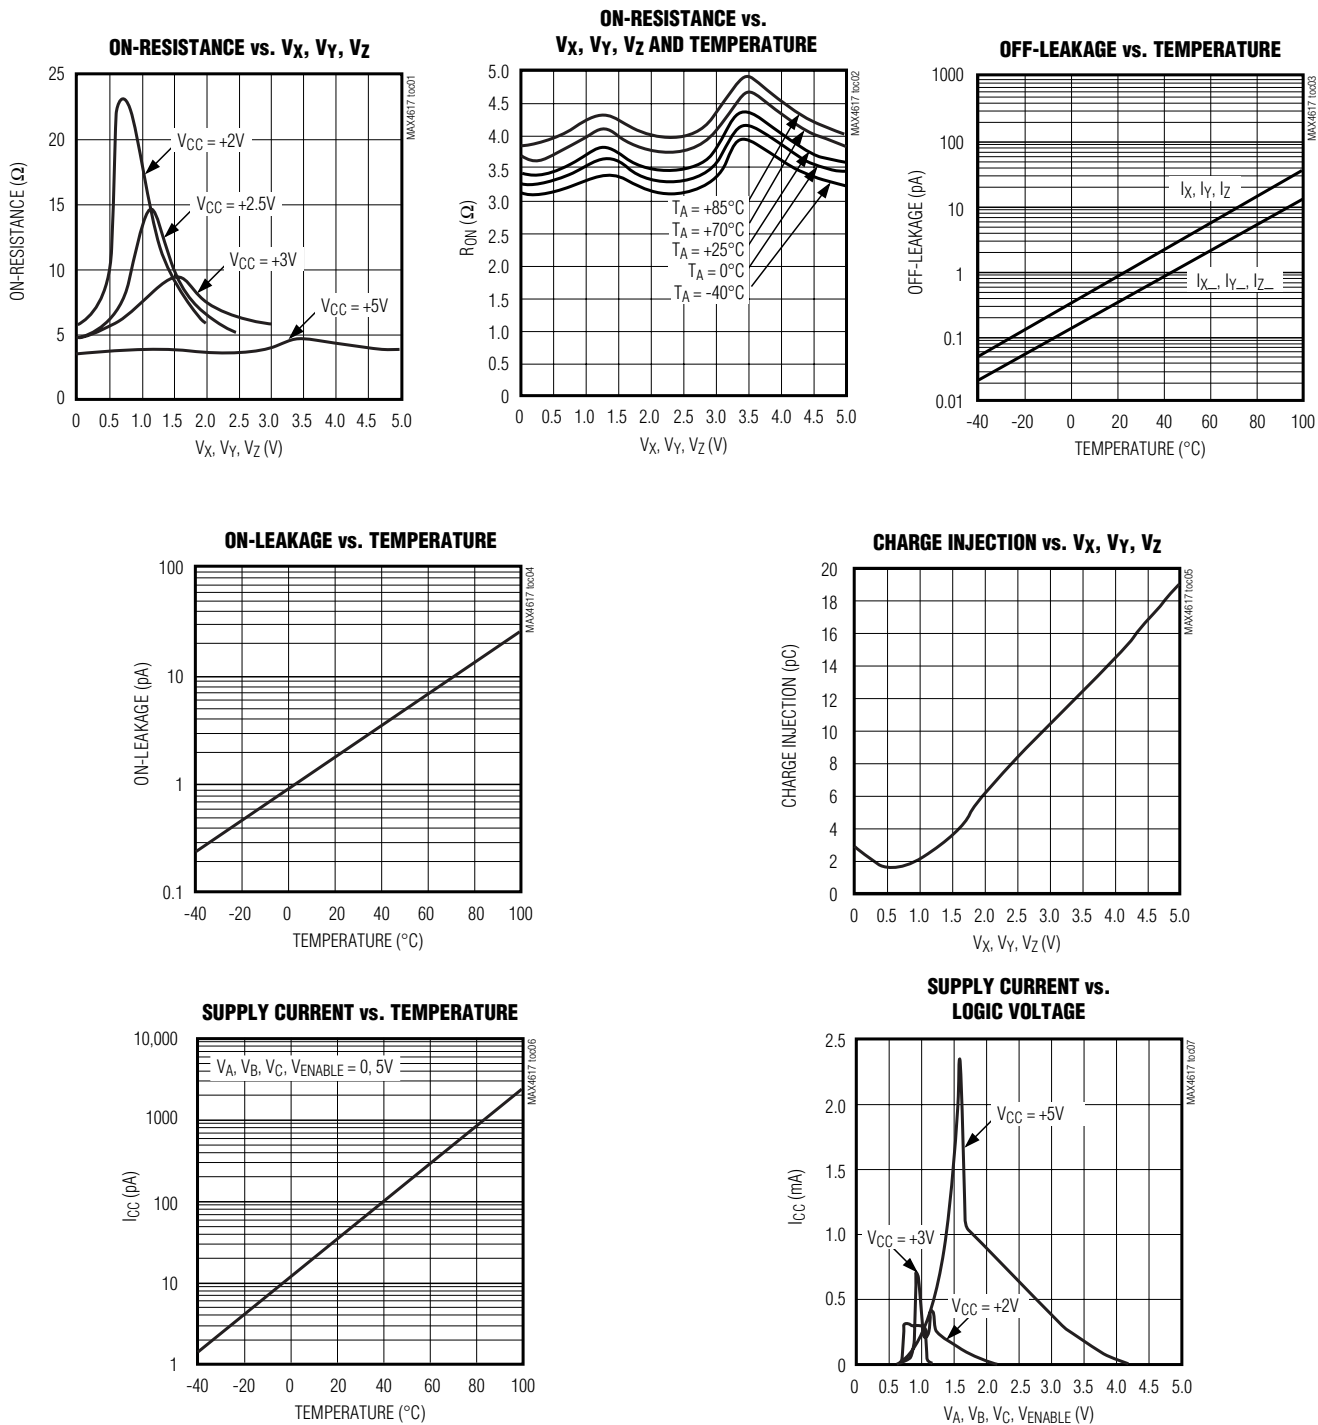 ON-RESISTANCE vs. VX, VY, VZ
25
20
15
10
5
0
ON-RESISTANCE (Ω)
VCC = +2V
VCC = +2.5V
VCC = +3V
VCC = +5V
0 0.5 1.0 1.5 2.0 2.5 3.0 3.5 4.0 4.5 5.0
VX, VY, VZ (V)
MAX4617 toc01
ON-RESISTANCE vs.
VX, VY, VZ AND TEMPERATURE
5.0
4.5
4.0
3.5
3.0
2.5
2.0
1.5
1.0
0.5
0
RON (Ω)
TA = +85°C
TA = +70°C
TA = +25°C
TA = 0°C
TA = -40°C
0 0.5 1.0 1.5 2.0 2.5 3.0 3.5 4.0 4.5 5.0
VX, VY, VZ (V)
MAX4617 toc02
OFF-LEAKAGE vs. TEMPERATURE
1000
100
10
1
0.1
0.01
OFF-LEAKAGE (pA)
IX, IY, IZ
IX_, IY_, IZ_
-40 -20 0 20 40 60 80 100
TEMPERATURE (°C)
MAX4617 toc03
ON-LEAKAGE vs. TEMPERATURE
100
10
1
0.1
ON-LEAKAGE (pA)
-40 -20 0 20 40 60 80 100
TEMPERATURE (°C)
MAX4617 toc04
CHARGE INJECTION vs. VX, VY, VZ
20
18
16
14
12
10
8
6
4
2
0
CHARGE INJECTION (pC)
0 0.5 1.0 1.5 2.0 2.5 3.0 3.5 4.0 4.5 5.0
VX, VY, VZ (V)
MAX4617 toc05
SUPPLY CURRENT vs. TEMPERATURE
10,000
1000
100
10
1
ICC (pA)
VA, VB, VC, VENABLE = 0, 5V
-40 -20 0 20 40 60 80 100
TEMPERATURE (°C)
MAX4617 toc06
SUPPLY CURRENT vs.
LOGIC VOLTAGE
2.5
2.0
1.5
1.0
0.5
0
ICC (mA)
VCC = +5V
VCC = +3V
VCC = +2V
0 0.5 1.0 1.5 2.0 2.5 3.0 3.5 4.0 4.5 5.0
VA, VB, VC, VENABLE (V)
MAX4617 toc07